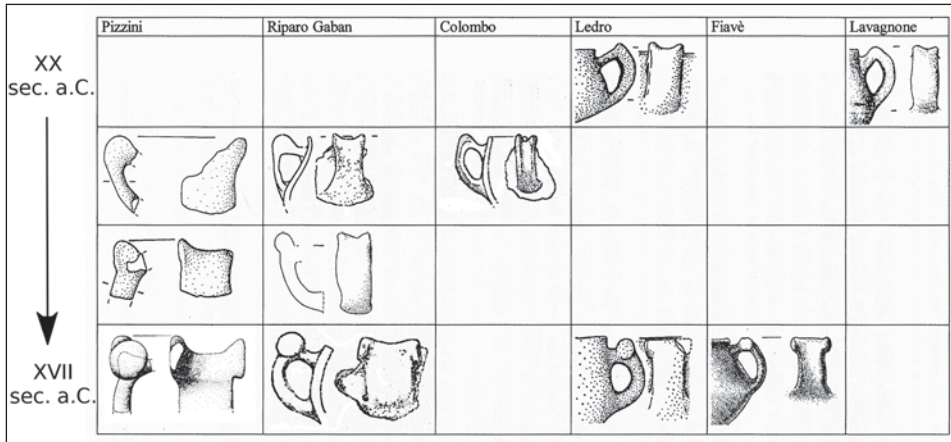 Pizzini Riparo Gaban Colombo Ledro Fiavè Lavagnone
XX
sec. a.C.
XVII
sec. a.C.